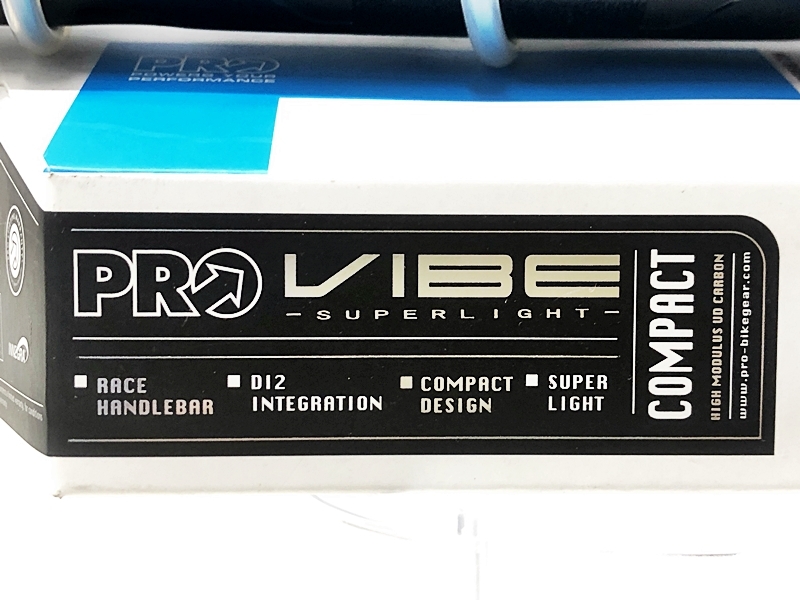 PRO
POWERS YOUR
PERFORMANCE
PRO VIBE
- SUPERLIGHT -
RACE
HANDLEBAR
DI2
INTEGRATION
COMPACT
DESIGN
SUPER
LIGHT
COMPACT
HIGH MODULUS UD CARBON
www.pro-bikegear.com